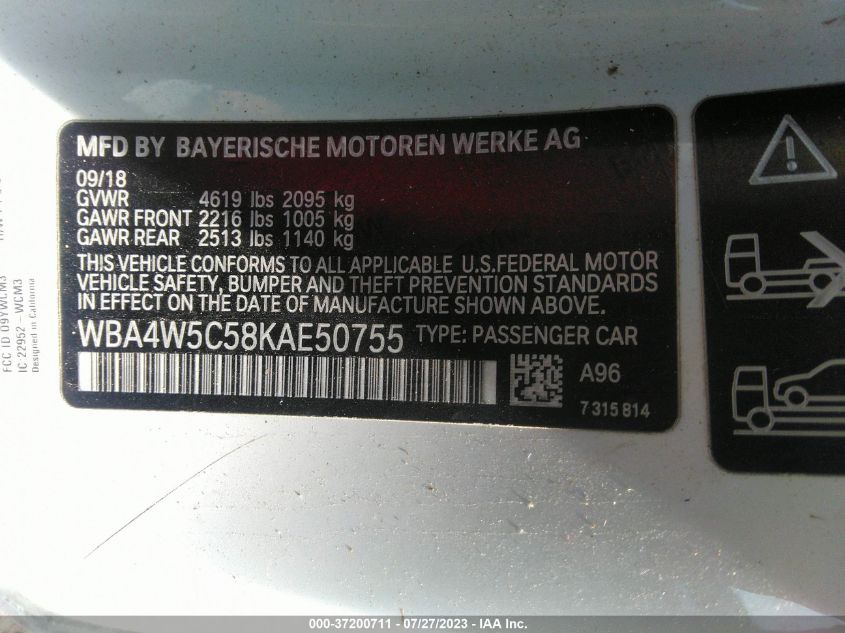 MFD BY BAYERISCHE MOTOREN WERKE AG
09/18
GVWR 4619 lbs 2095 kg
GAWR FRONT 2216 lbs 1005 kg
GAWR REAR 2513 lbs 1140 kg
THIS VEHICLE CONFORMS TO ALL APPLICABLE U.S.FEDERAL MOTOR
VEHICLE SAFETY, BUMPER AND THEFT PREVENTION STANDARDS
IN EFFECT ON THE DATE OF MANUFACTURE SHOWN ABOVE.
WBA4W5C58KAE50755 TYPE: PASSENGER CAR
A96
7 315 814
FCC ID 09YWCM3
IC 22952 - WCM3
Designed in California
000-37200711 - 07/27/2023 - IAA Inc.